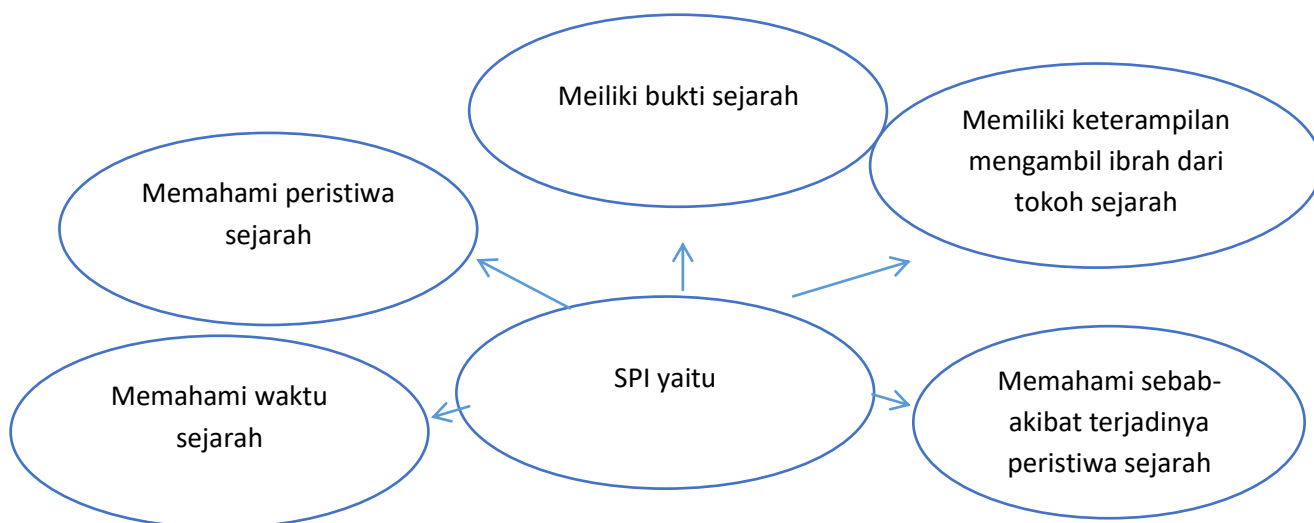 Meiliki bukti sejarah
Memiliki keterampilan
mengambil ibrah dari
tokoh sejarah
Memahami peristiwa
sejarah
SPI yaitu
Memahami waktu
sejarah
Memahami sebab-
akibat terjadinya
peristiwa sejarah